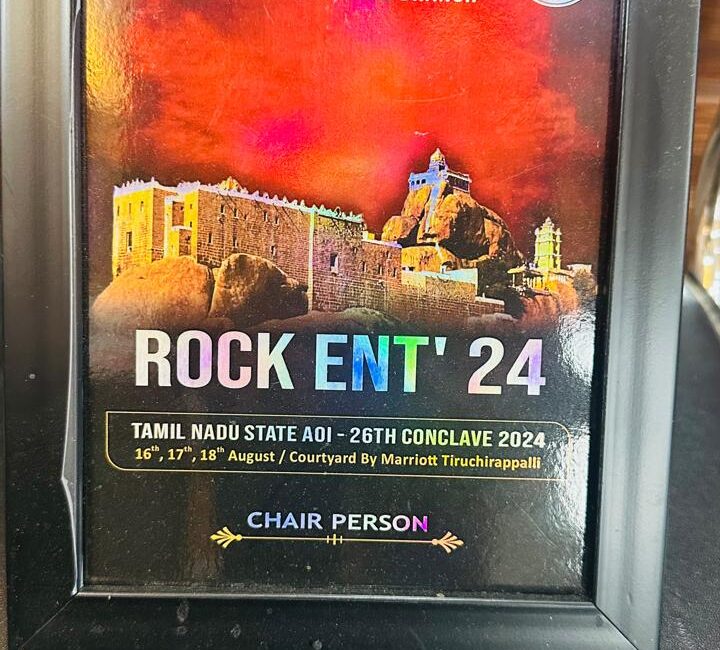 ROCK ENT' 24
TAMIL NADU STATE AOI - 26TH CONCLAVE 2024
16th, 17th, 18th August / Courtyard By Marriott Tiruchirappalli
CHAIR PERSON